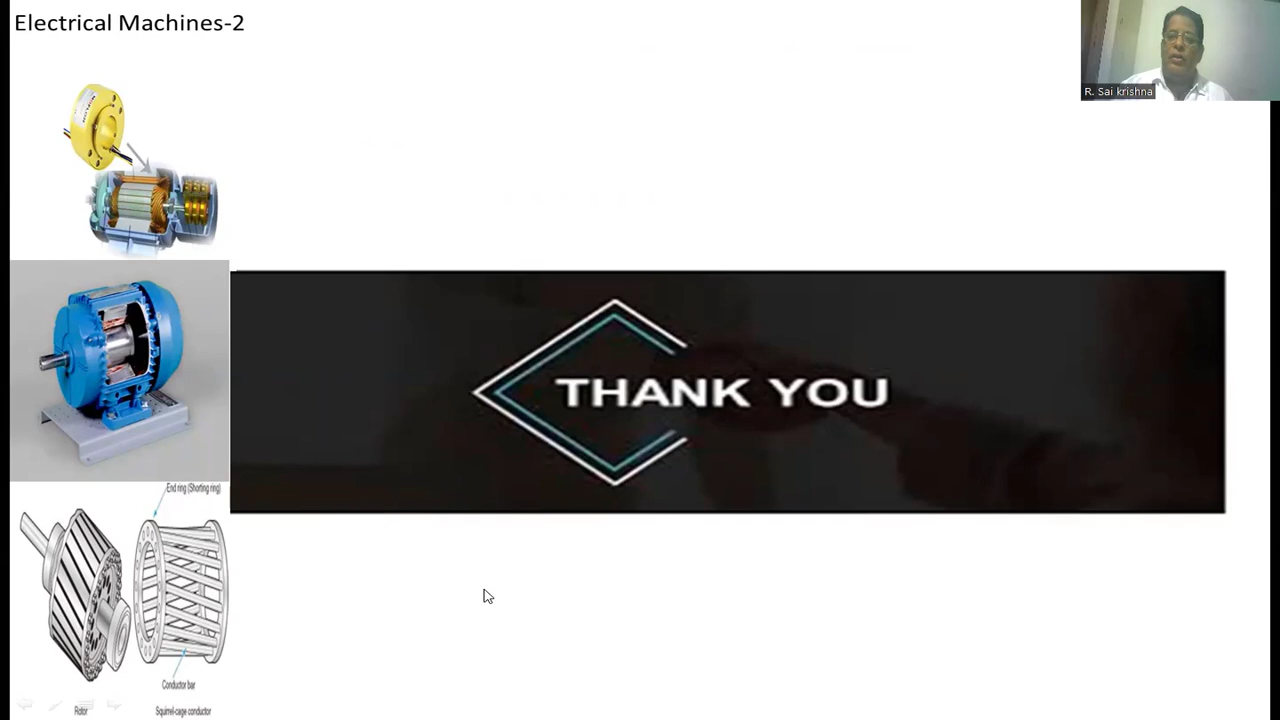 Electrical Machines-2
R. Sai krishna
THANK YOU
End ring (Shorting ring)
Conductor bar
Rotor
Squirrel-cage conductor